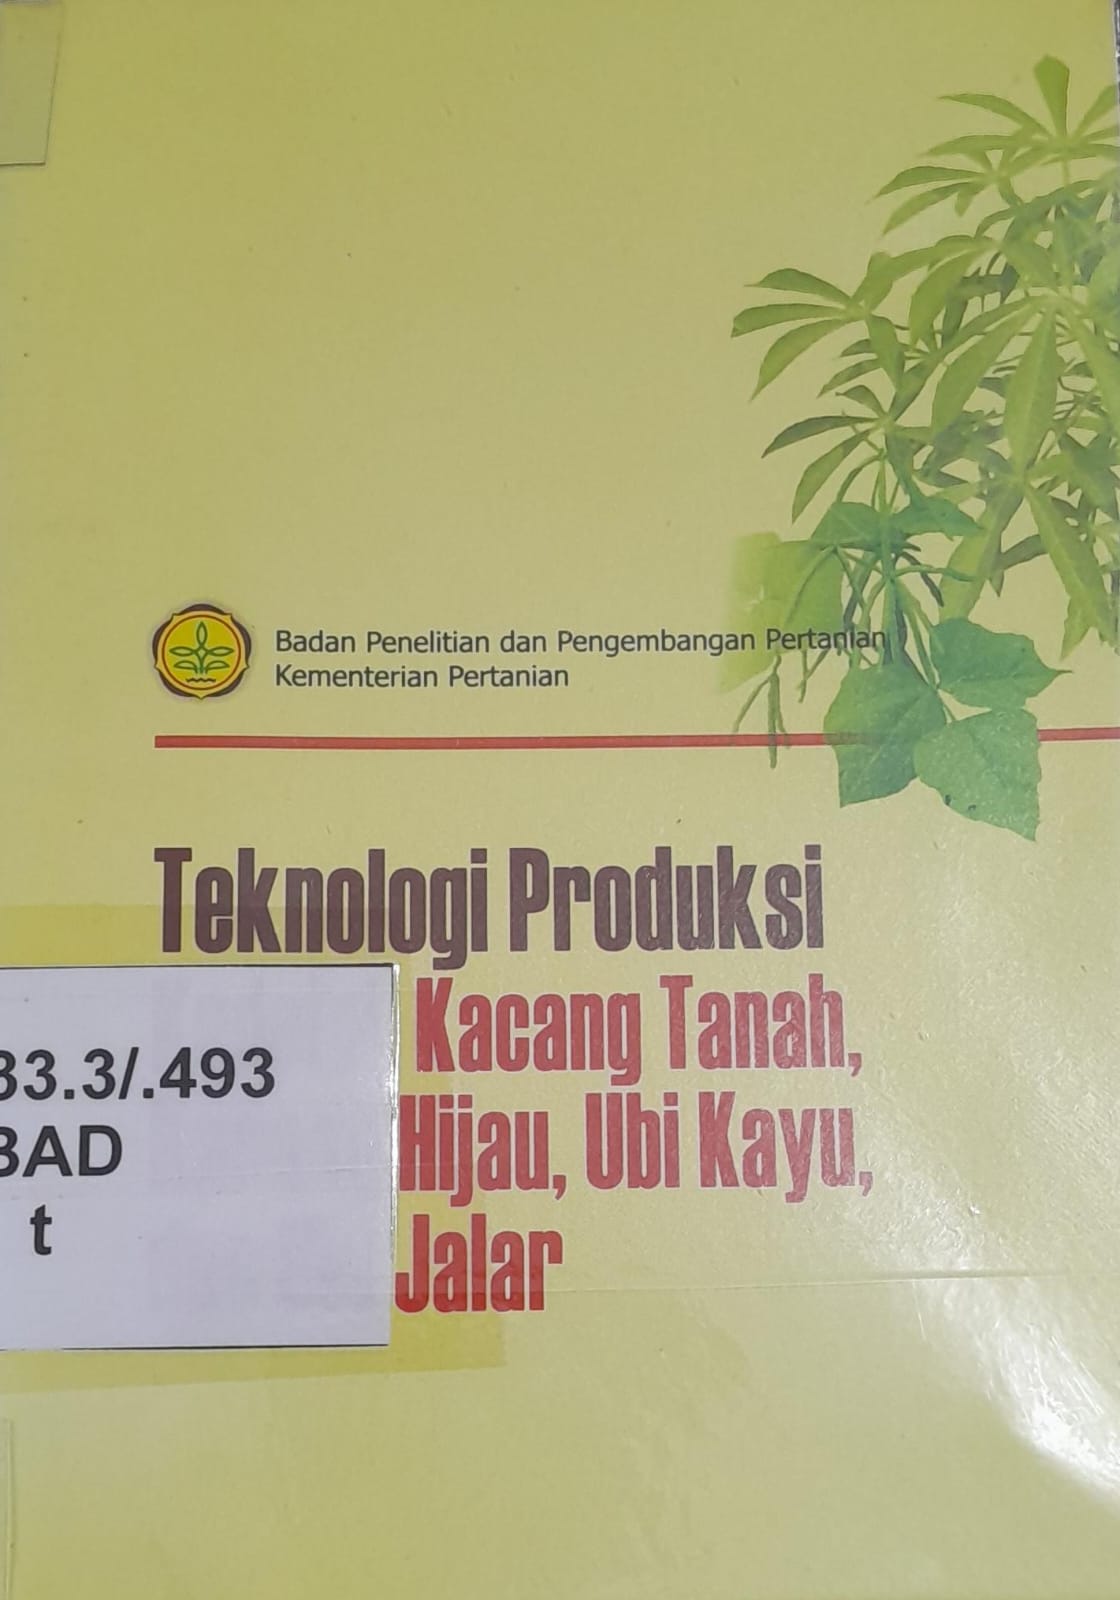 Badan Penelitian dan Pengembangan Pertanian
Kementerian Pertanian
Teknologi Produksi
Kacang Tanah,
Hijau, Ubi Kayu,
Jalar
33.3/.493
BAD
t